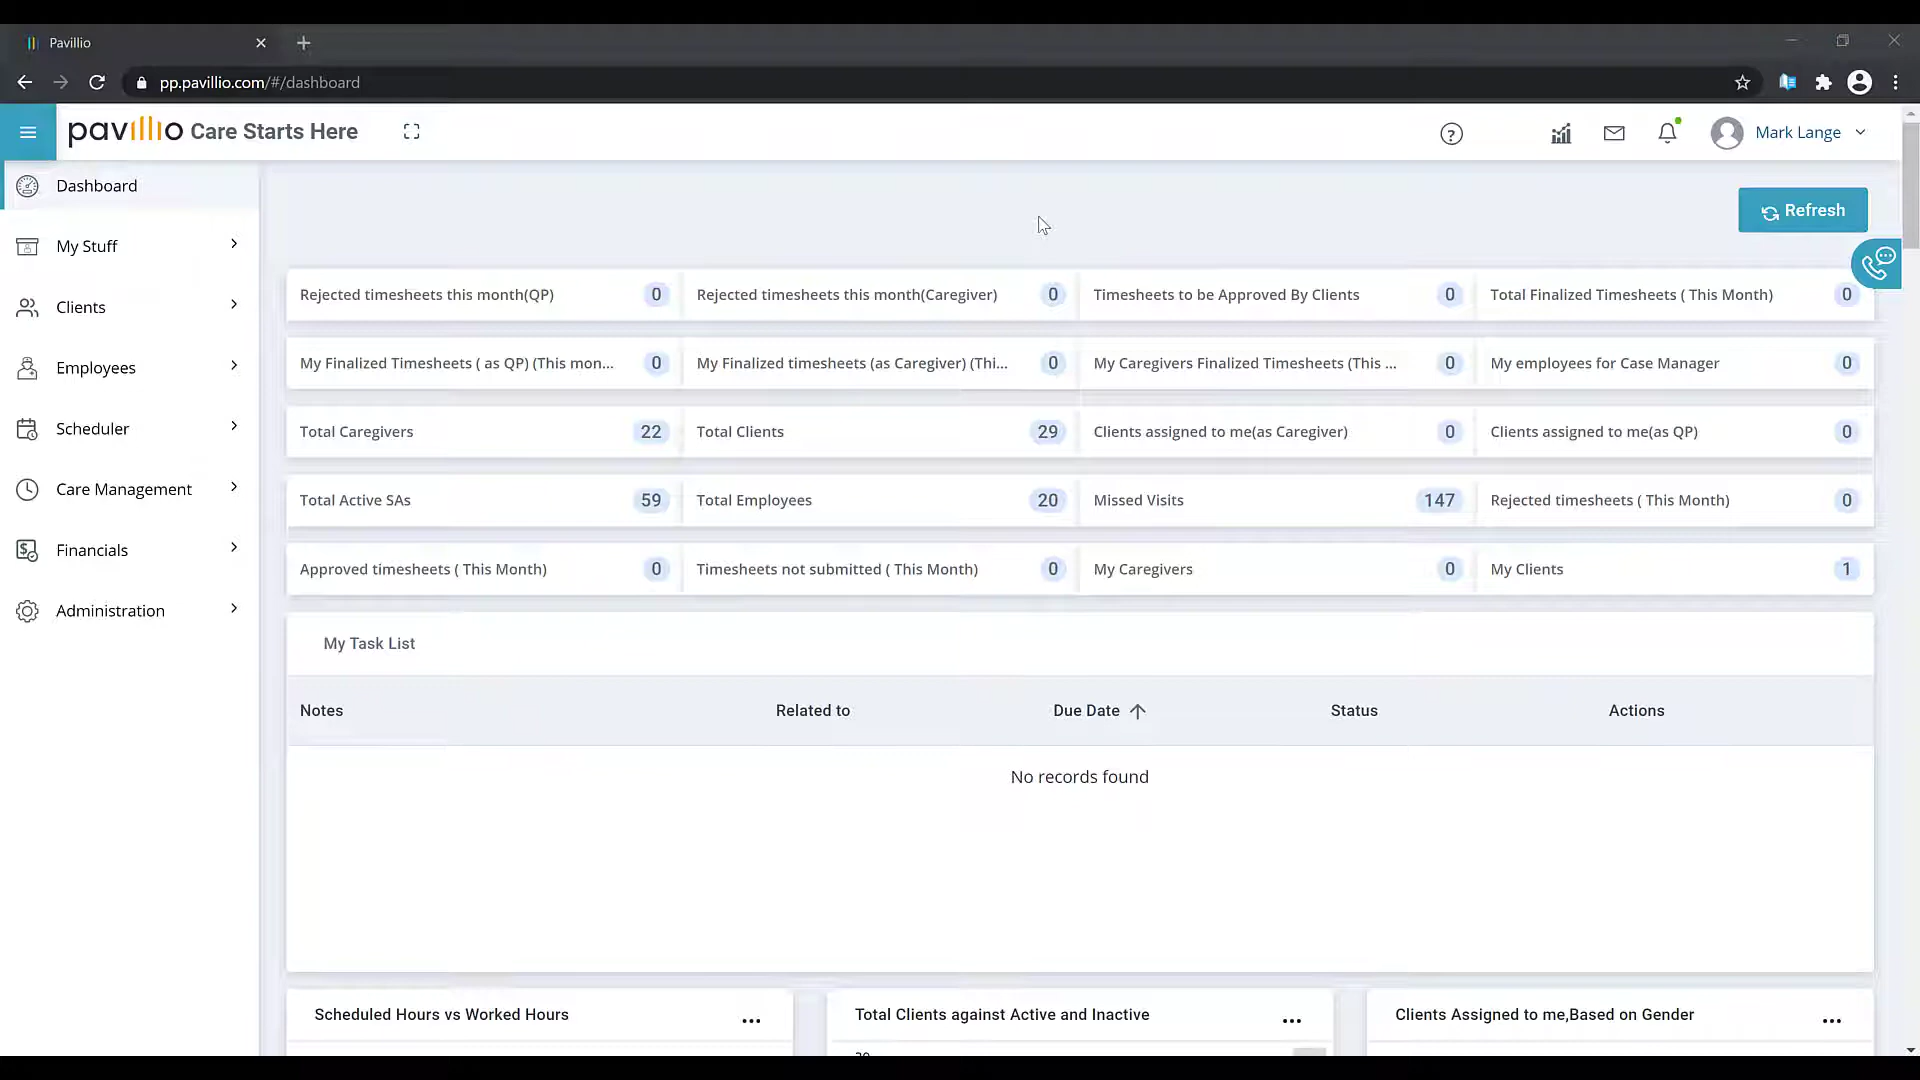 Pavillio
pp.pavillio.com/#/dashboard
pavillio Care Starts Here
Mark Lange
Dashboard
My Stuff
Clients
Employees
Scheduler
Care Management
Financials
Administration
Refresh
Rejected timesheets this month(QP) 0 Rejected timesheets this month(Caregiver) 0 Timesheets to be Approved By Clients 0 Total Finalized Timesheets ( This Month) 0
My Finalized Timesheets ( as QP) (This mon... 0 My Finalized timesheets (as Caregiver) (Thi... 0 My Caregivers Finalized Timesheets (This ... 0 My employees for Case Manager 0
Total Caregivers 22 Total Clients 29 Clients assigned to me(as Caregiver) 0 Clients assigned to me(as QP) 0
Total Active SAs 59 Total Employees 20 Missed Visits 147 Rejected timesheets ( This Month) 0
Approved timesheets ( This Month) 0 Timesheets not submitted ( This Month) 0 My Caregivers 0 My Clients 1
My Task List
Notes Related to Due Date Status Actions
No records found
Scheduled Hours vs Worked Hours Total Clients against Active and Inactive Clients Assigned to me,Based on Gender